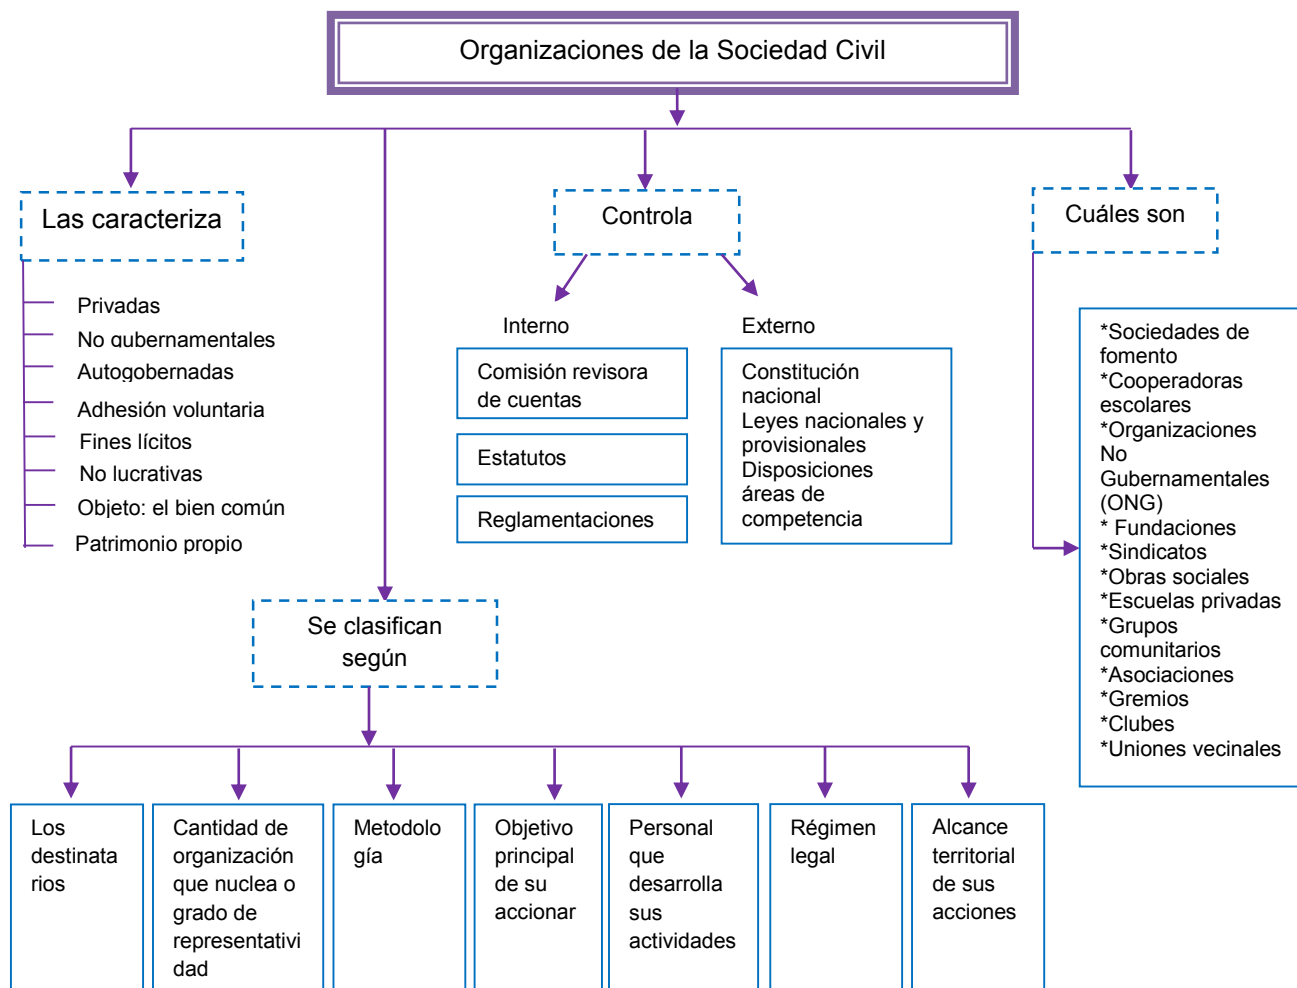 Organizaciones de la Sociedad Civil
Las caracteriza
Privadas
No gubernamentales
Autogobernadas
Adhesión voluntaria
Fines lícitos
No lucrativas
Objeto: el bien común
Patrimonio propio
Controla
Interno
Comisión revisora
de cuentas
Estatutos
Reglamentaciones
Externo
Constitución
nacional
Leyes nacionales y
provisionales
Disposiciones
áreas de
competencia
Cuáles son
*Sociedades de
fomento
*Cooperadoras
escolares
*Organizaciones
No
Gubernamentales
(ONG)
* Fundaciones
*Sindicatos
*Obras sociales
*Escuelas privadas
*Grupos
comunitarios
*Asociaciones
*Gremios
*Clubes
*Uniones vecinales
Se clasifican
según
Los
destinata
rios
Cantidad de
organización
que nuclea o
grado de
representativi
dad
Metodolo
gía
Objetivo
principal
de su
accionar
Personal
que
desarrolla
sus
actividades
Régimen
legal
Alcance
territorial
de sus
acciones